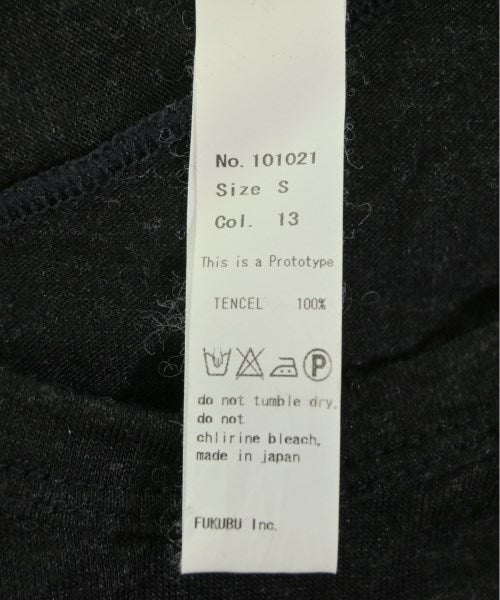 No. 101021
Size S
Col. 13
This is a Prototype
TENCEL 100%
P
do not tumble dry.
do not
chlirine bleach.
made in japan
FUKUBU Inc.